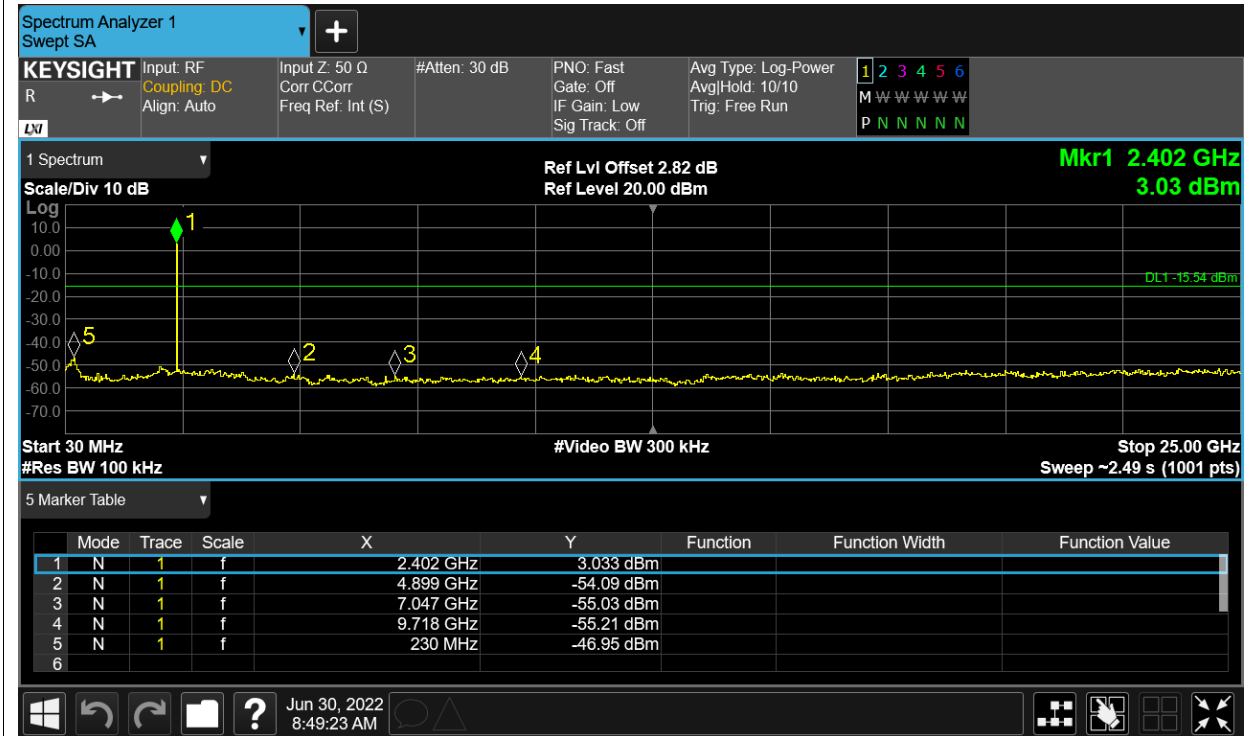 Spectrum Analyzer 1
Swept SA
+
KEYSIGHT
R
LXI
Input: RF
Coupling: DC
Align: Auto
Input Z: 50 Ω
Corr CCorr
Freq Ref: Int (S)
#Atten: 30 dB
PNO: Fast
Gate: Off
IF Gain: Low
Sig Track: Off
Avg Type: Log-Power
Avg|Hold: 10/10
Trig: Free Run
1 2 3 4 5 6
M W W W W W
P N N N N N
1 Spectrum
Scale/Div 10 dB
Ref Lvl Offset 2.82 dB
Ref Level 20.00 dBm
Mkr1 2.402 GHz
3.03 dBm
Log
10.0
0.00
-10.0
-20.0
-30.0
-40.0
-50.0
-60.0
-70.0
1
DL1 -15.54 dBm
5
2
3
4
Start 30 MHz
#Video BW 300 kHz
Stop 25.00 GHz
#Res BW 100 kHz
Sweep ~2.49 s (1001 pts)
5 Marker Table
Mode Trace Scale X Y Function Function Width Function Value
1 N 1 f 2.402 GHz 3.033 dBm
2 N 1 f 4.899 GHz -54.09 dBm
3 N 1 f 7.047 GHz -55.03 dBm
4 N 1 f 9.718 GHz -55.21 dBm
5 N 1 f 230 MHz -46.95 dBm
6
?
Jun 30, 2022
8:49:23 AM